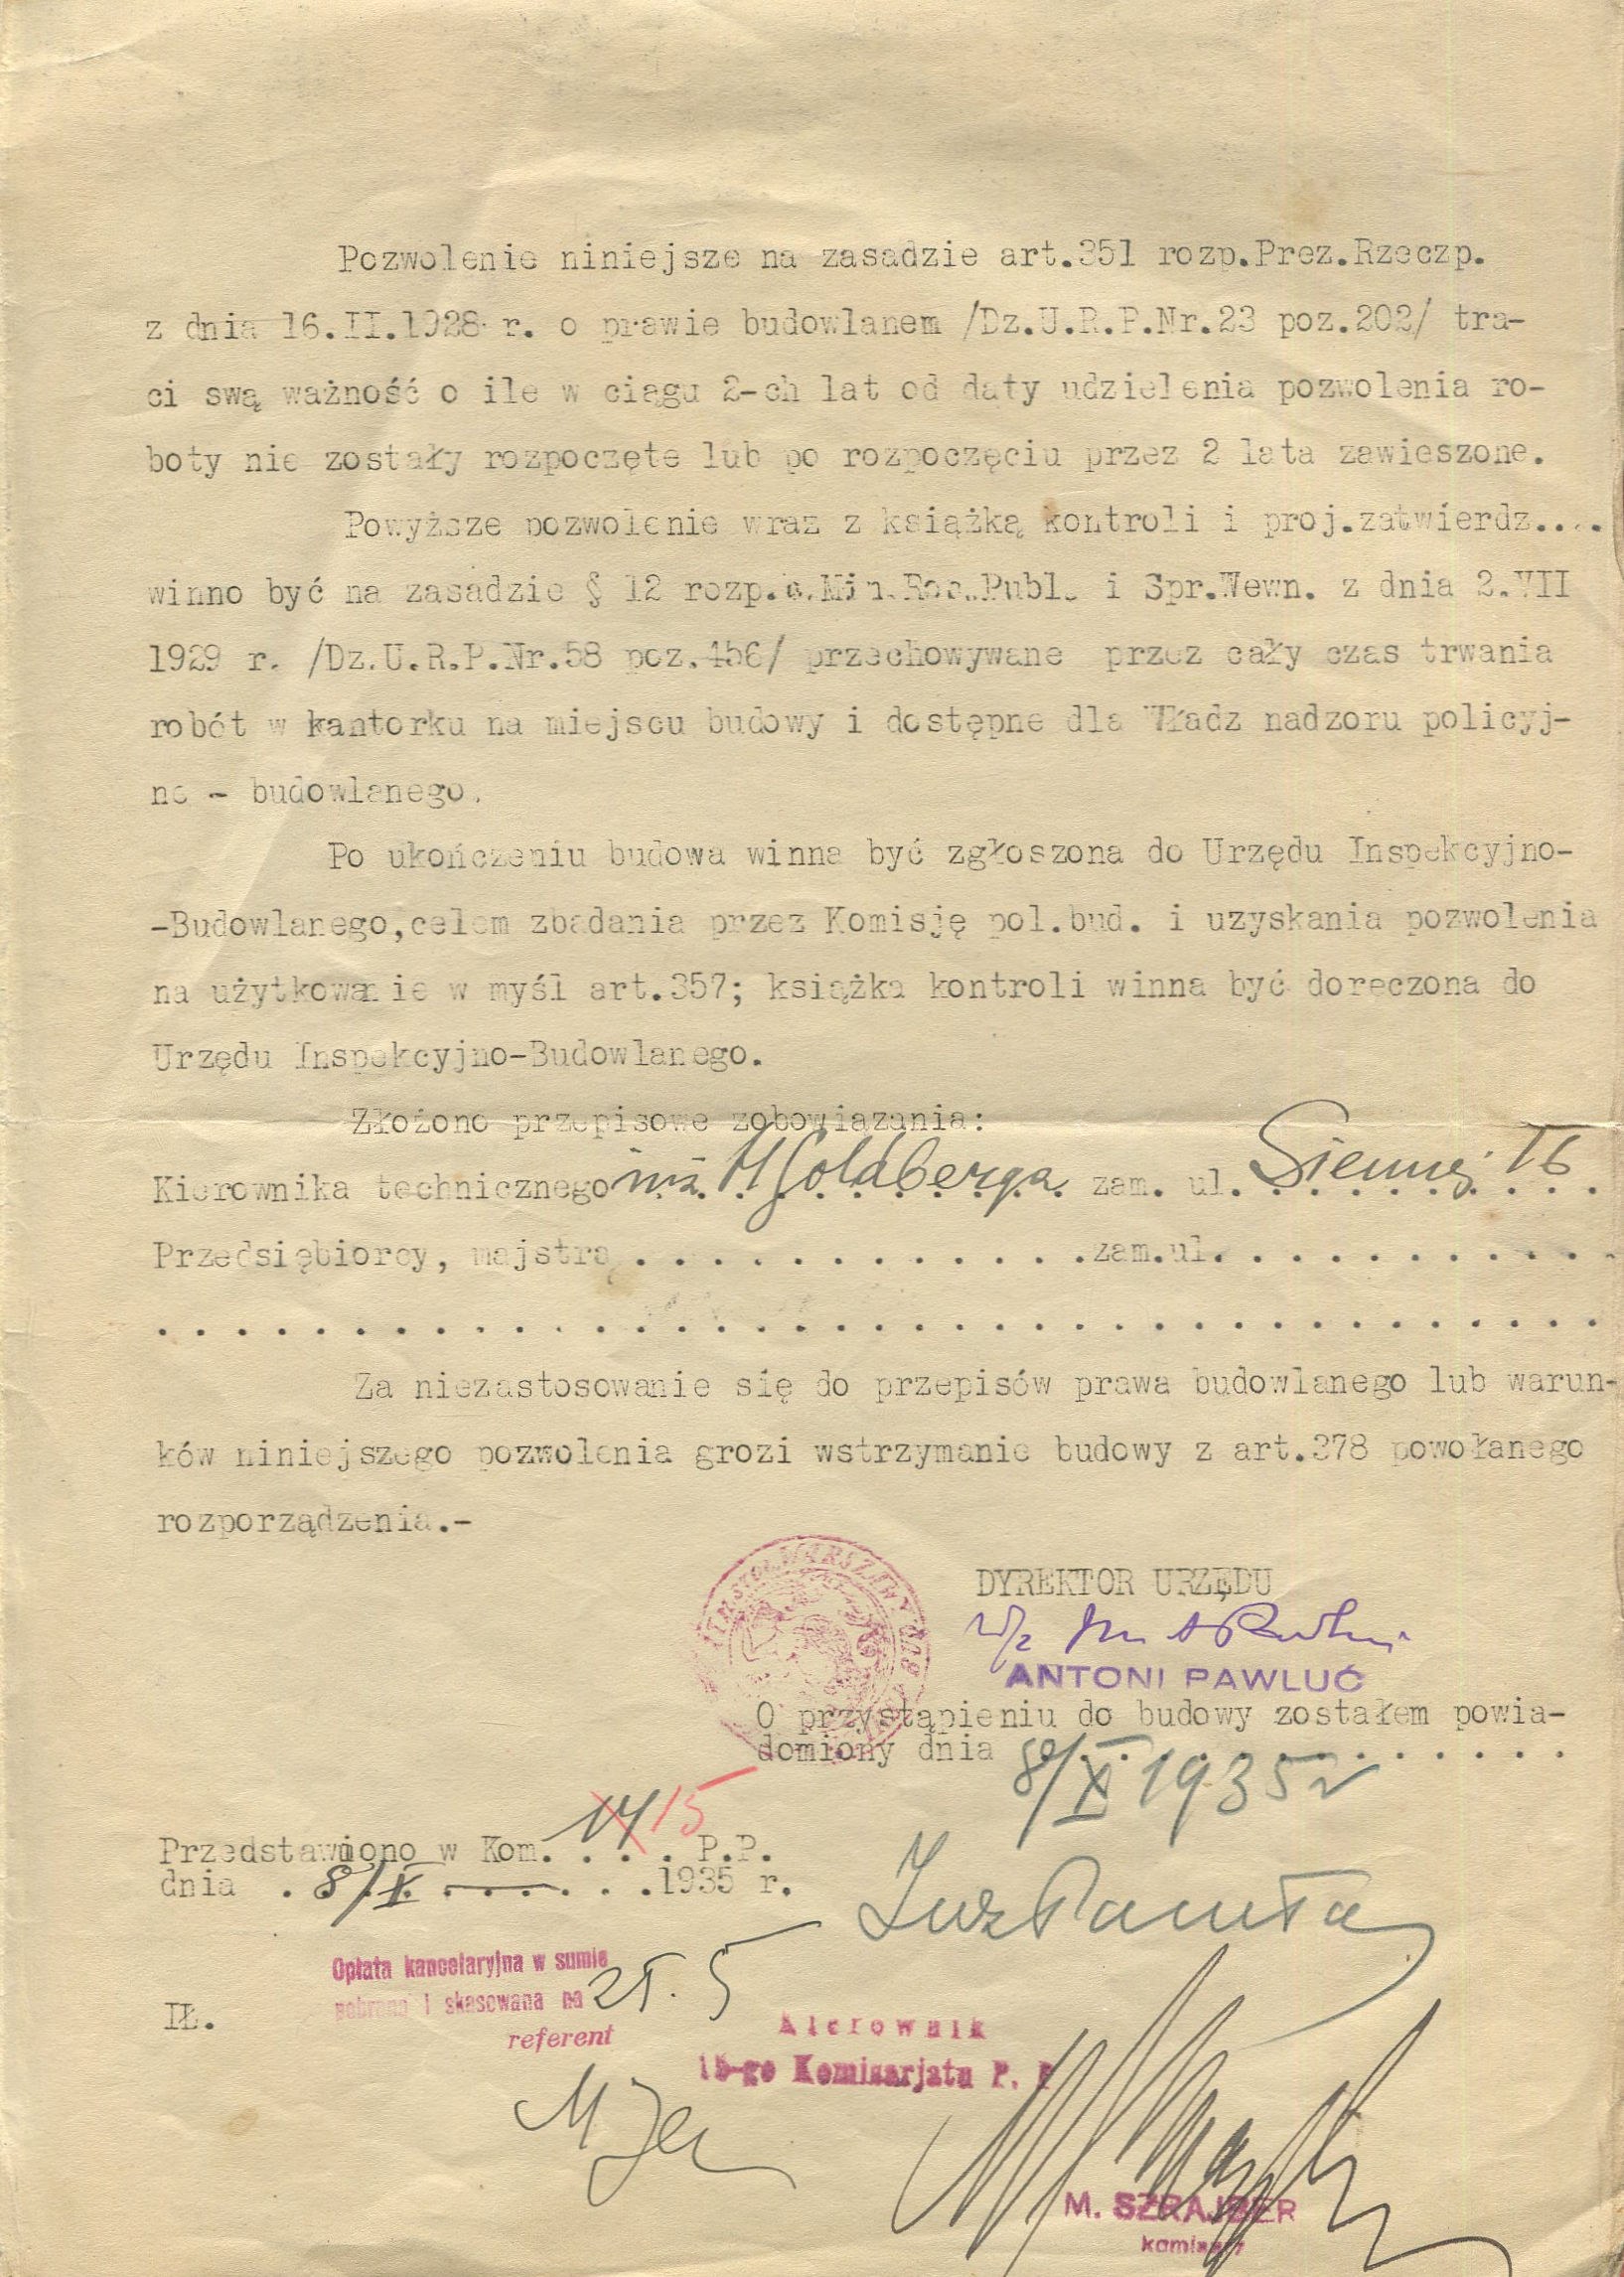 Pozwolenie niniejsze na zasadzie art.351 rozp.Prez.Rzeczp.
z dnia 16.II.1928 r. o prawie budowlanem /Dz.U.R.P.Nr.23 poz.202/ tra-
ci swą ważność o ile w ciągu 2-ch lat od daty udzielenia pozwolenia ro-
boty nie zostały rozpoczęte lub po rozpoczęciu przez 2 lata zawieszone.
Powyższe pozwolenie wraz z książką kontroli i proj.zatwierdz....
winno być na zasadzie § 12 rozp. Min.Rob.Publ. i Spr.Wewn. z dnia 2.VII
1929 r. /Dz.U.R.P.Nr.58 poz.456/ przechowywane przez cały czas trwania
robót w kantorku na miejscu budowy i dostępne dla Władz nadzoru policyj-
no - budowlanego.
Po ukończeniu budowa winna być zgłoszona do Urzędu Inspekcyjno-
-Budowlanego,celem zbadania przez Komisję pol.bud. i uzyskania pozwolenia
na użytkowanie w myśl art.357; książka kontroli winna być doręczona do
Urzędu Inspekcyjno-Budowlanego.
Złożono przepisowe zobowiązania:
Kierownika technicznego inż. H Goldberga zam. ul. Siennej 16
Przedsiębiorcy, majstra . . . . . . . . . . . . . zam.ul. . . . . . . . . . . .
Za niezastosowanie się do przepisów prawa budowlanego lub warun-
ków niniejszego pozwolenia grozi wstrzymanie budowy z art.378 powołanego
rozporządzenia.-
DYREKTOR URZĘDU
ANTONI PAWLUĆ
O przystąpieniu do budowy zostałem powia-
domiony dnia 8/X 1935 r
Przedstawiono w Kom. 14 15 P.P.
dnia 8/X 1935 r.
Opłata kancelaryjna w sumie
pobrana i skasowana na 25.5
referent
IŁ.
Kierownik
15-go Komisarjatu P. P
M. SZRAJBER
komisarz